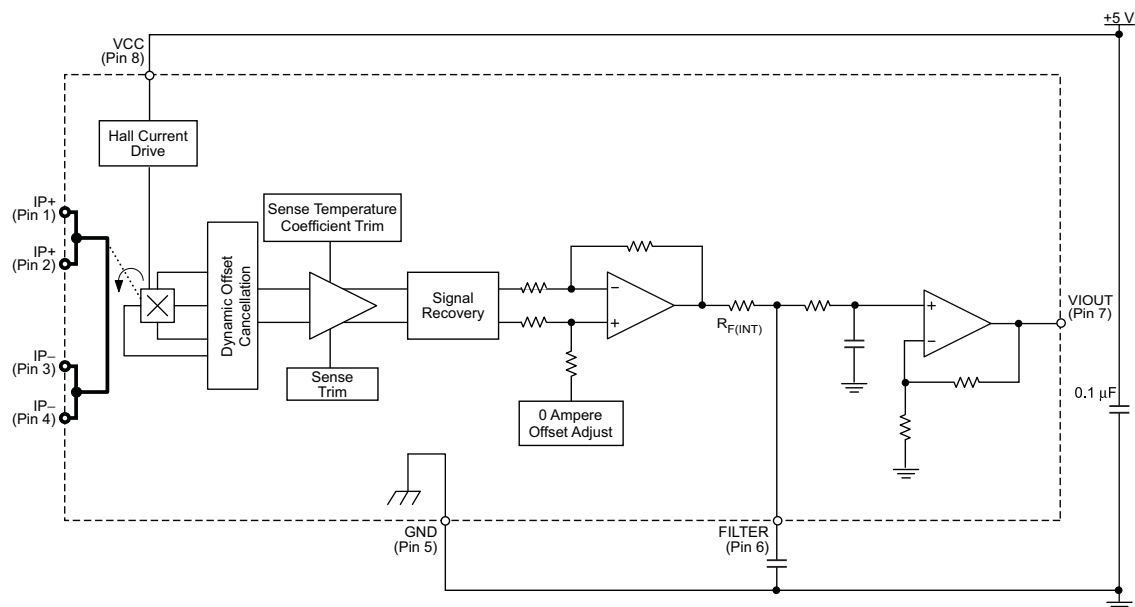 +5 V
VCC
(Pin 8)
Hall Current
Drive
IP+
(Pin 1)
IP+
(Pin 2)
IP−
(Pin 3)
IP−
(Pin 4)
Dynamic Offset
Cancellation
Sense Temperature
Coefficient Trim
Sense
Trim
Signal
Recovery
0 Ampere
Offset Adjust
−
+
RF(INT)
+
−
VIOUT
(Pin 7)
0.1 μF
GND
(Pin 5)
FILTER
(Pin 6)